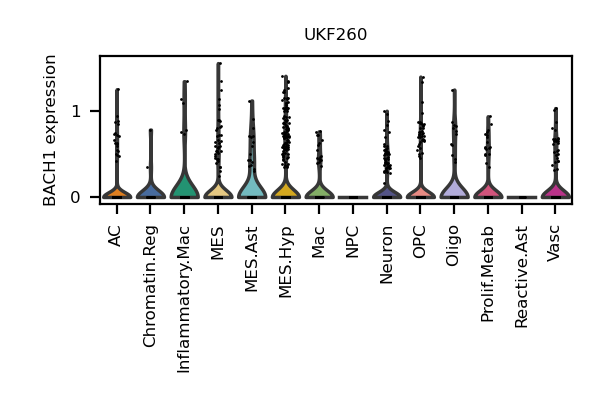 UKF260
BACH1 expression
1
0
AC
Chromatin.Reg
Inflammatory.Mac
MES
MES.Ast
MES.Hyp
Mac
NPC
Neuron
OPC
Oligo
Prolif.Metab
Reactive.Ast
Vasc